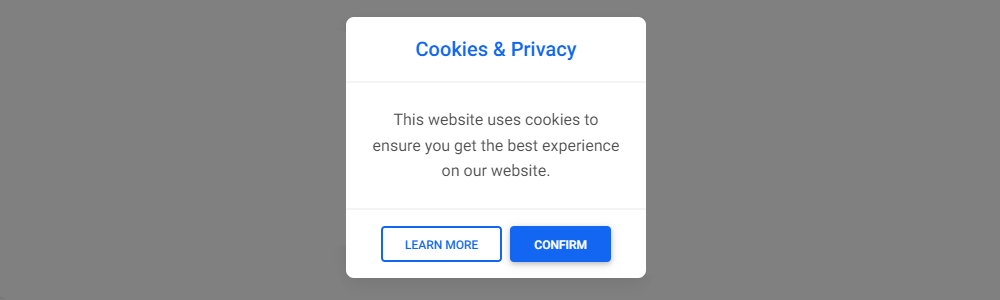 Cookies & Privacy
This website uses cookies to
ensure you get the best experience
on our website.
LEARN MORE
CONFIRM